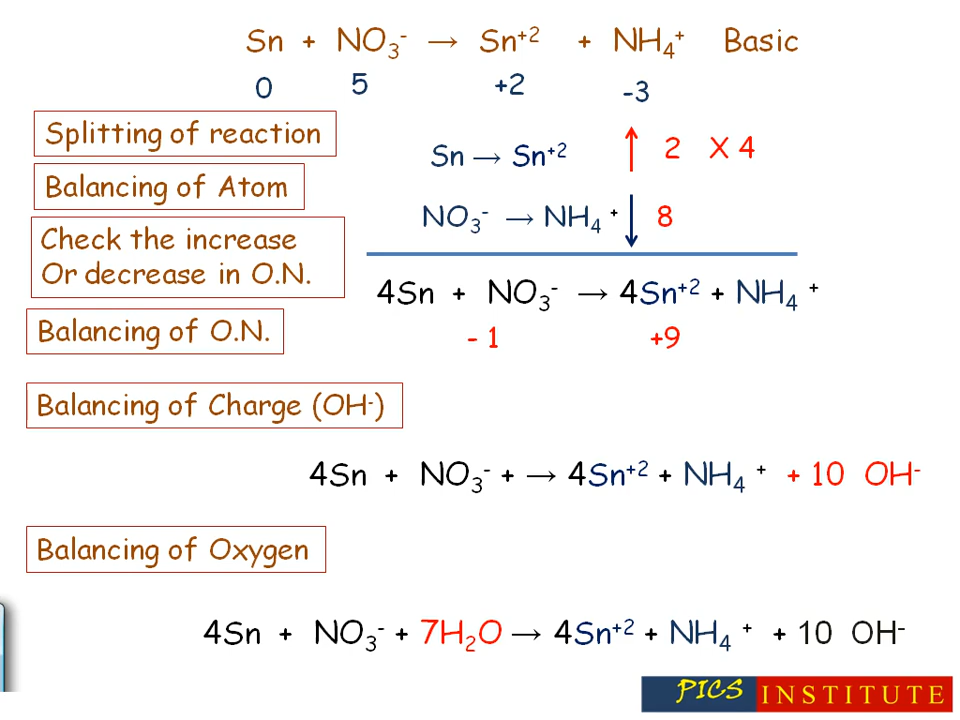 Sn + NO₃⁻ → Sn⁺² + NH₄⁺ Basic
0 5 +2 -3
Splitting of reaction
Sn → Sn⁺² ↑ 2 X 4
Balancing of Atom
NO₃⁻ → NH₄ ⁺ ↓ 8
Check the increase
Or decrease in O.N.
4Sn + NO₃⁻ → 4Sn⁺² + NH₄ ⁺
Balancing of O.N.
- 1 +9
Balancing of Charge (OH⁻)
4Sn + NO₃⁻ + → 4Sn⁺² + NH₄ ⁺ + 10 OH⁻
Balancing of Oxygen
4Sn + NO₃⁻ + 7H₂O → 4Sn⁺² + NH₄ ⁺ + 10 OH⁻
PICS INSTITUTE